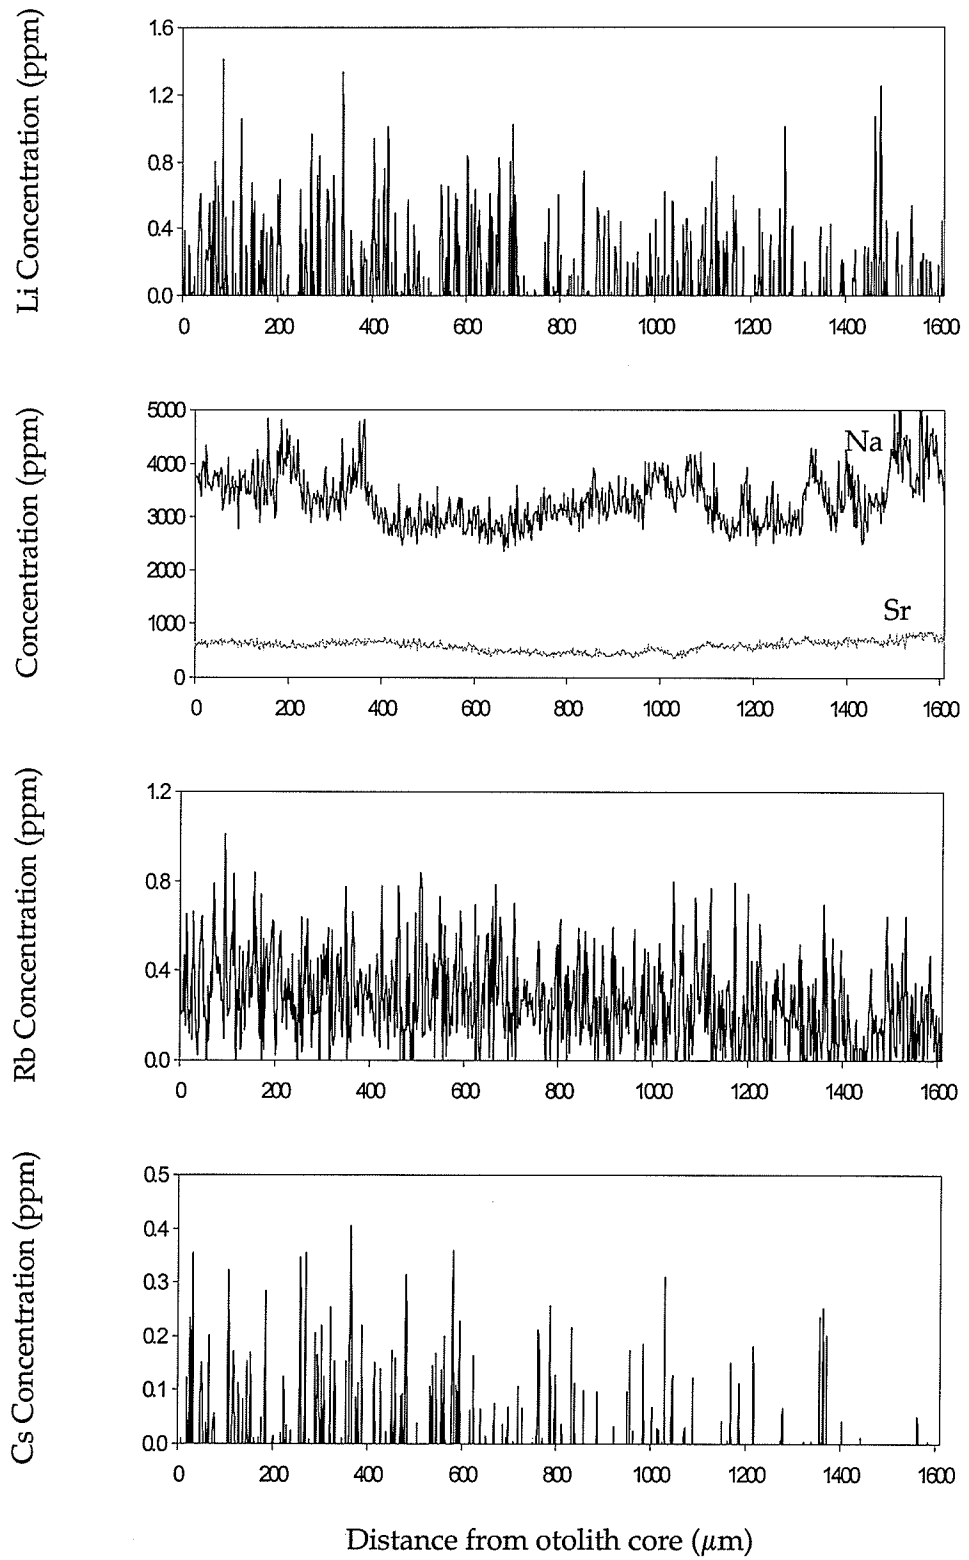 Li Concentration (ppm)
1.6
1.2
0.8
0.4
0.0
0 200 400 600 800 1000 1200 1400 1600
Concentration (ppm)
5000
4000
3000
2000
1000
0
Na
Sr
0 200 400 600 800 1000 1200 1400 1600
Rb Concentration (ppm)
1.2
0.8
0.4
0.0
0 200 400 600 800 1000 1200 1400 1600
Cs Concentration (ppm)
0.5
0.4
0.3
0.2
0.1
0.0
0 200 400 600 800 1000 1200 1400 1600
Distance from otolith core (μm)